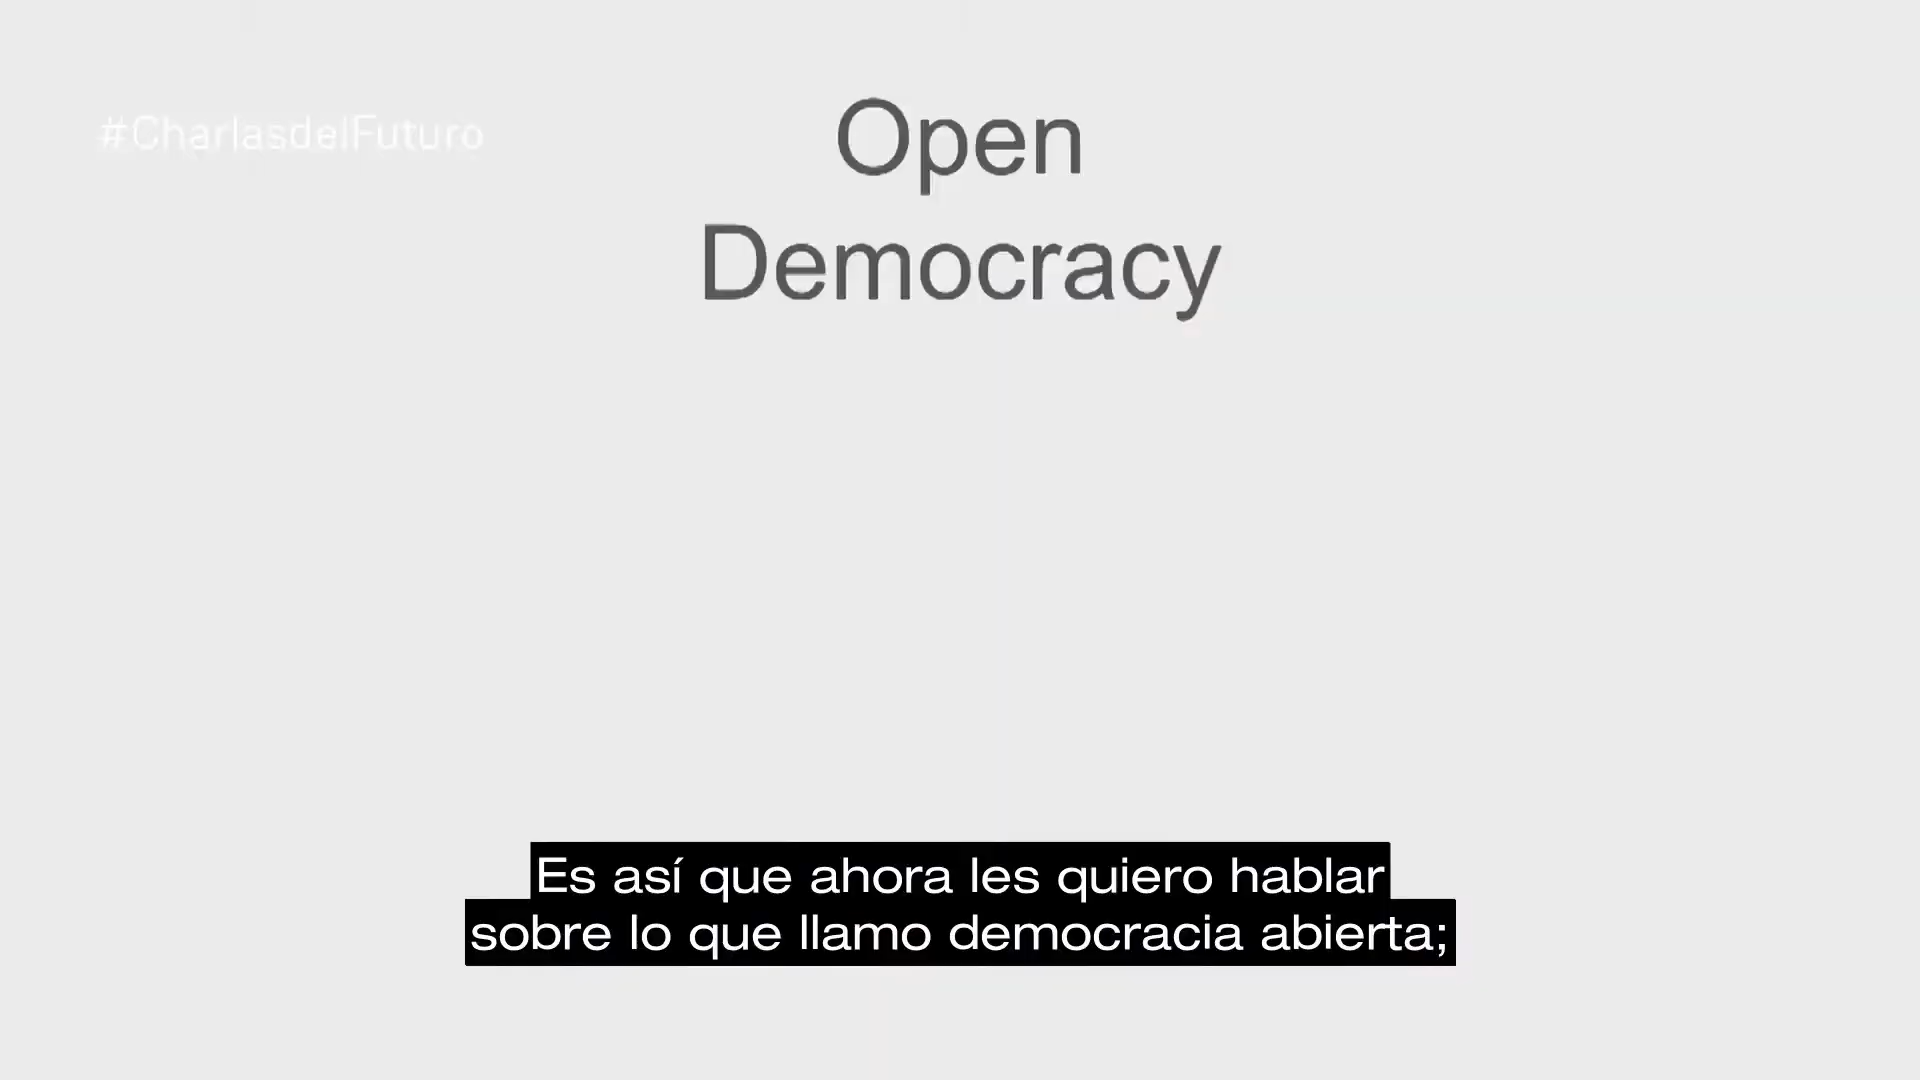 #CharlasdelFuturo
Open
Democracy
Es así que ahora les quiero hablar
sobre lo que llamo democracia abierta;